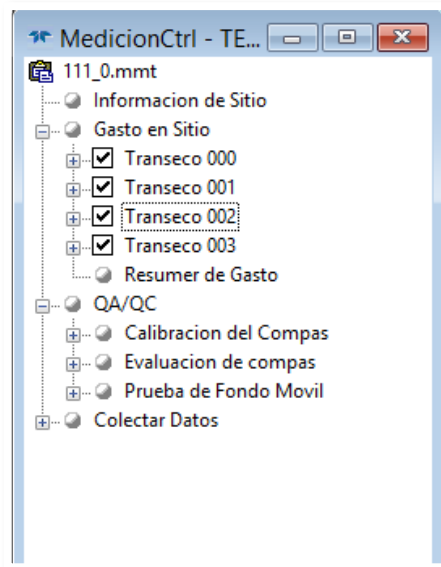 MedicionCtrl - TE...
111_0.mmt
Informacion de Sitio
Gasto en Sitio
Transeco 000
Transeco 001
Transeco 002
Transeco 003
Resumer de Gasto
QA/QC
Calibracion del Compas
Evaluacion de compas
Prueba de Fondo Movil
Colectar Datos